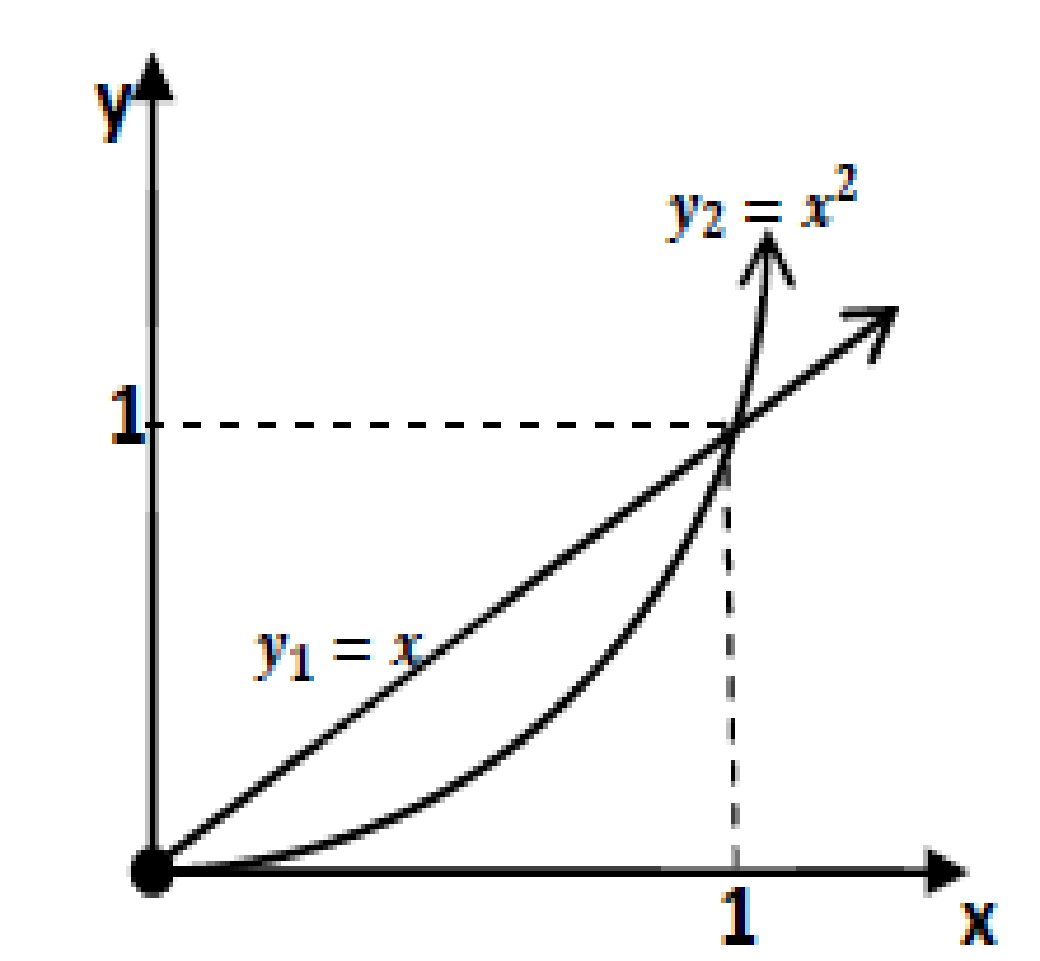 y
y₂ = x²
1
y₁ = x
1
x